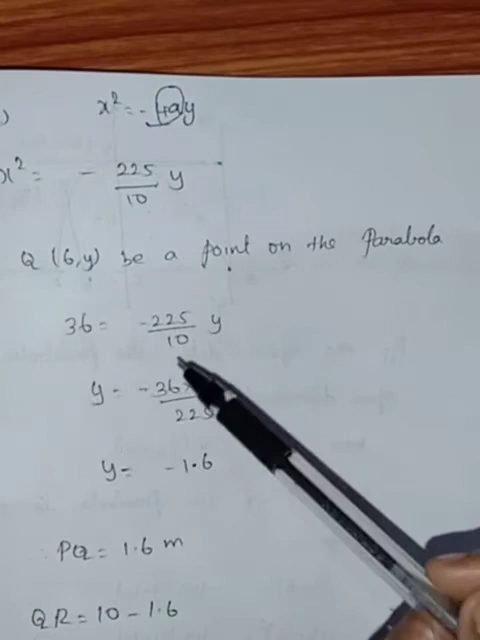 )
x² = - 4ay
x² = - 225/10 y
Q (6,y) be a point on the Parabola
36 = -225/10 y
y = - 36×/225
y = -1.6
PQ = 1.6 m
QR = 10 - 1.6